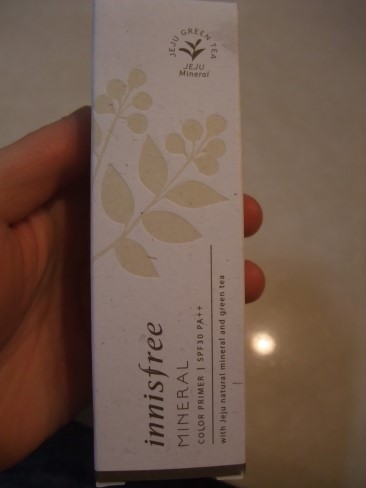 JEJU GREEN TEA
JEJU
Mineral
innisfree
MINERAL
COLOR PRIMER | SPF30 PA++
with Jeju natural mineral and green tea